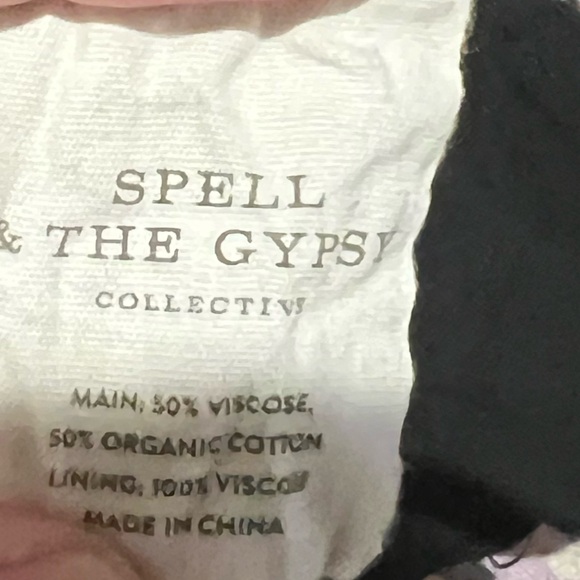 SPELL
& THE GYPSY
COLLECTIVE
MAIN: 50% VISCOSE,
50% ORGANIC COTTON
LINING: 100% VISCOSE
MADE IN CHINA